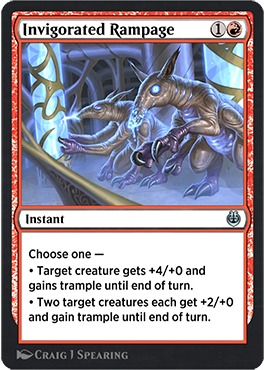 Invigorated Rampage 1
Instant
Choose one —
• Target creature gets +4/+0 and
gains trample until end of turn.
• Two target creatures each get +2/+0
and gain trample until end of turn.
Craig J Spearing